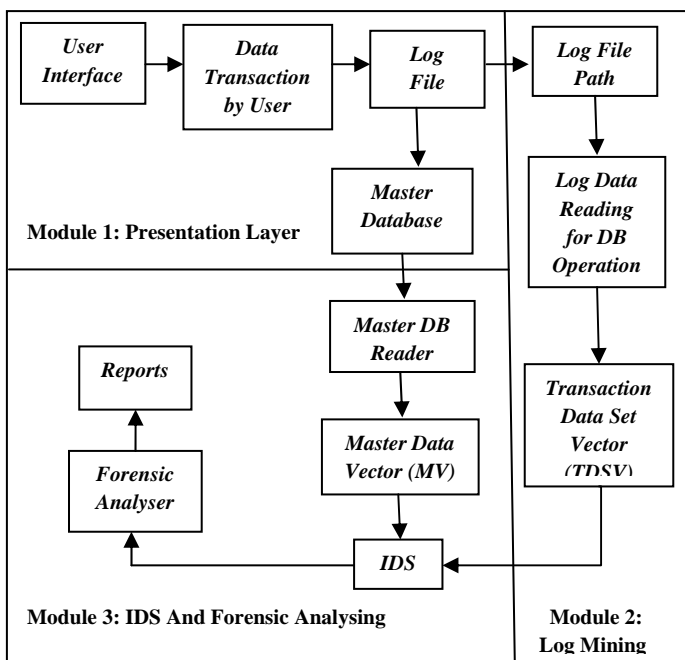 User
Interface
Data
Transaction
by User
Log
File
Log File
Path
Master
Database
Log Data
Reading
for DB
Operation
Module 1: Presentation Layer
Master DB
Reader
Reports
Transaction
Data Set
Vector
(TDSV)
Master Data
Vector (MV)
Forensic
Analyser
IDS
Module 3: IDS And Forensic Analysing
Module 2:
Log Mining